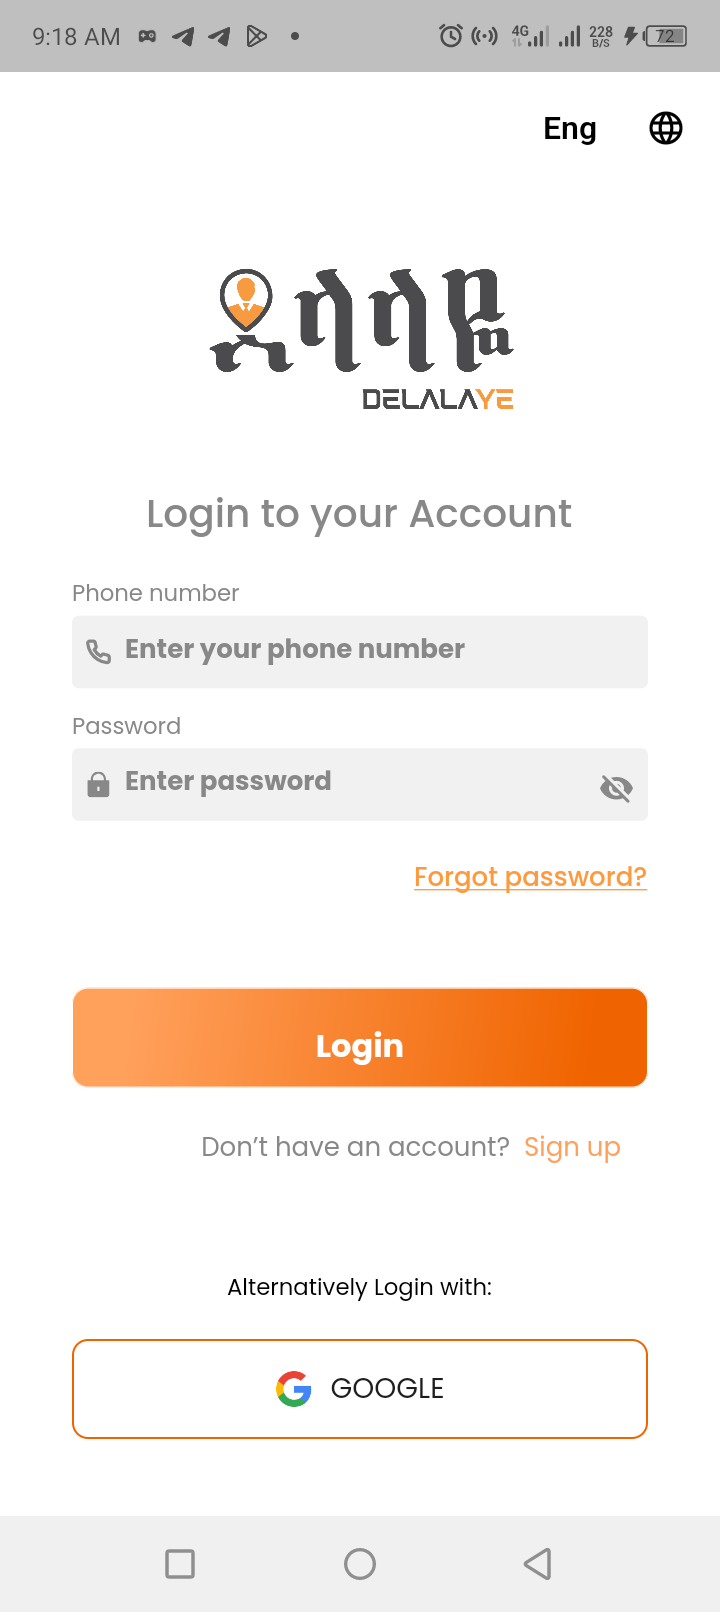 9:18 AM 4G 228 B/S 72
Eng
ደላላዬ
DELALAYE
Login to your Account
Phone number
Enter your phone number
Password
Enter password
Forgot password?
Login
Don’t have an account? Sign up
Alternatively Login with:
GOOGLE